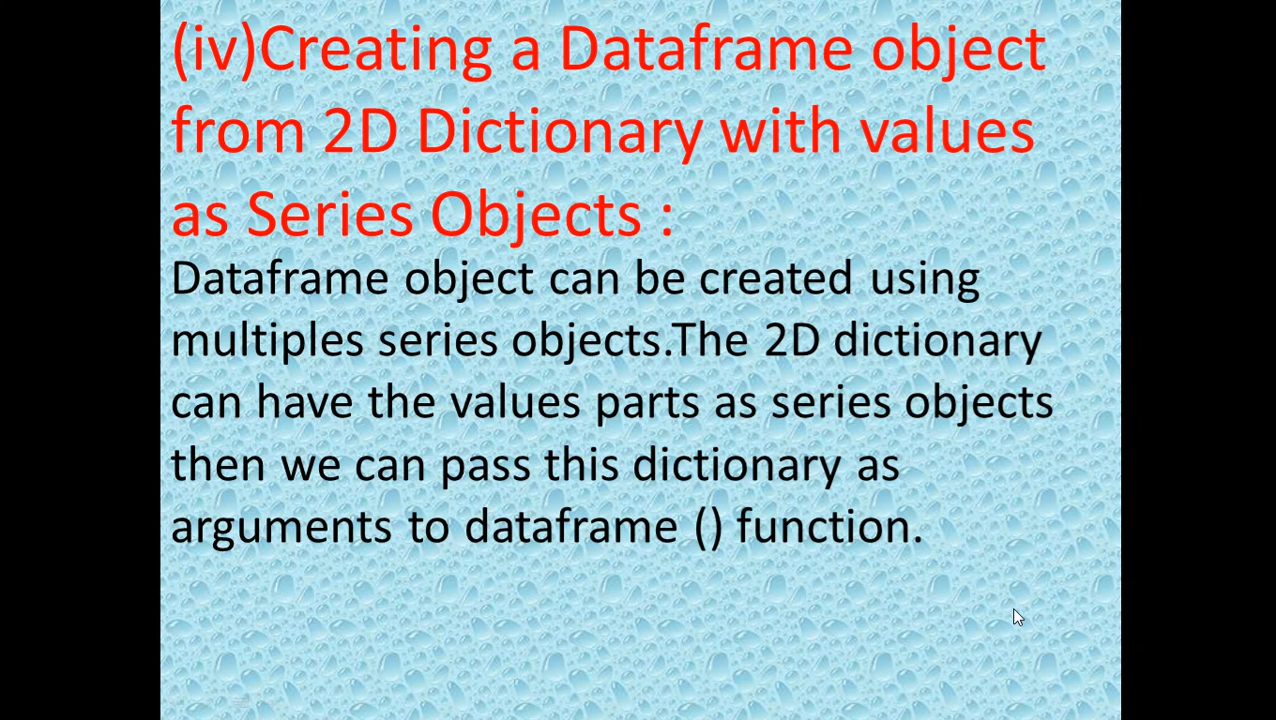 (iv)Creating a Dataframe object
from 2D Dictionary with values
as Series Objects :
Dataframe object can be created using
multiples series objects.The 2D dictionary
can have the values parts as series objects
then we can pass this dictionary as
arguments to dataframe () function.